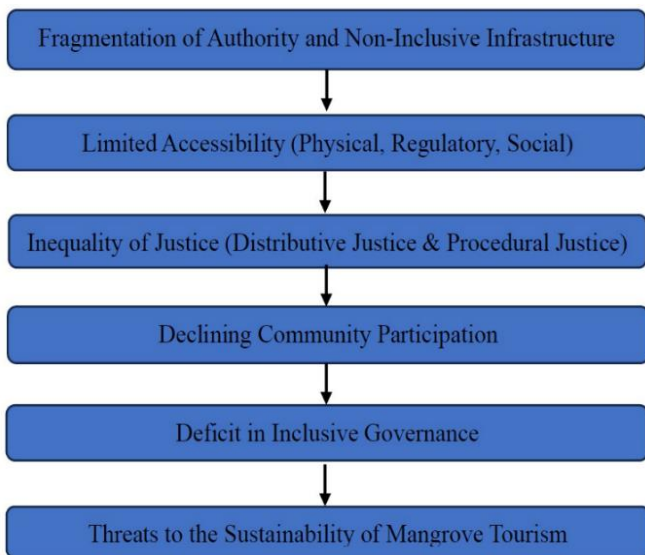 Fragmentation of Authority and Non-Inclusive Infrastructure
Limited Accessibility (Physical, Regulatory, Social)
Inequality of Justice (Distributive Justice & Procedural Justice)
Declining Community Participation
Deficit in Inclusive Governance
Threats to the Sustainability of Mangrove Tourism